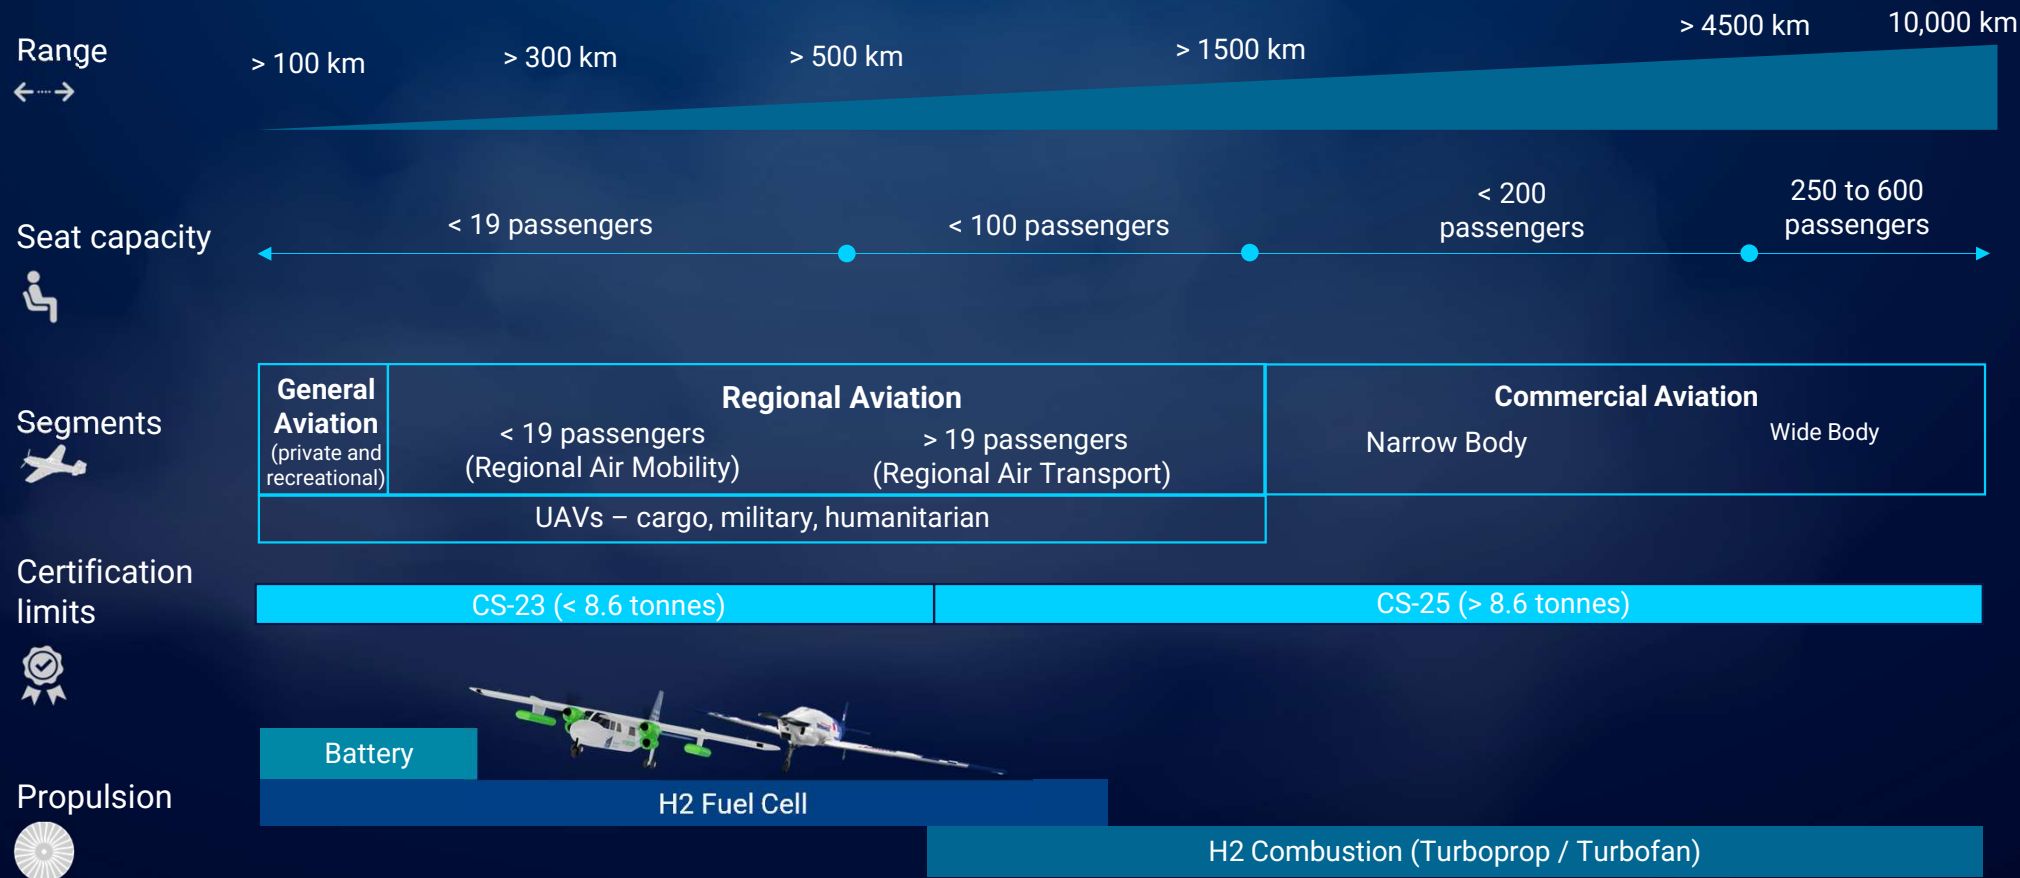 Range
> 100 km
> 300 km
> 500 km
> 1500 km
> 4500 km
10,000 km
Seat capacity
< 19 passengers
< 100 passengers
< 200
passengers
250 to 600
passengers
Segments
General
Aviation
(private and
recreational)
Regional Aviation
< 19 passengers
(Regional Air Mobility)
> 19 passengers
(Regional Air Transport)
Commercial Aviation
Narrow Body
Wide Body
UAVs – cargo, military, humanitarian
Certification
limits
CS-23 (< 8.6 tonnes)
CS-25 (> 8.6 tonnes)
Propulsion
Battery
H2 Fuel Cell
H2 Combustion (Turboprop / Turbofan)